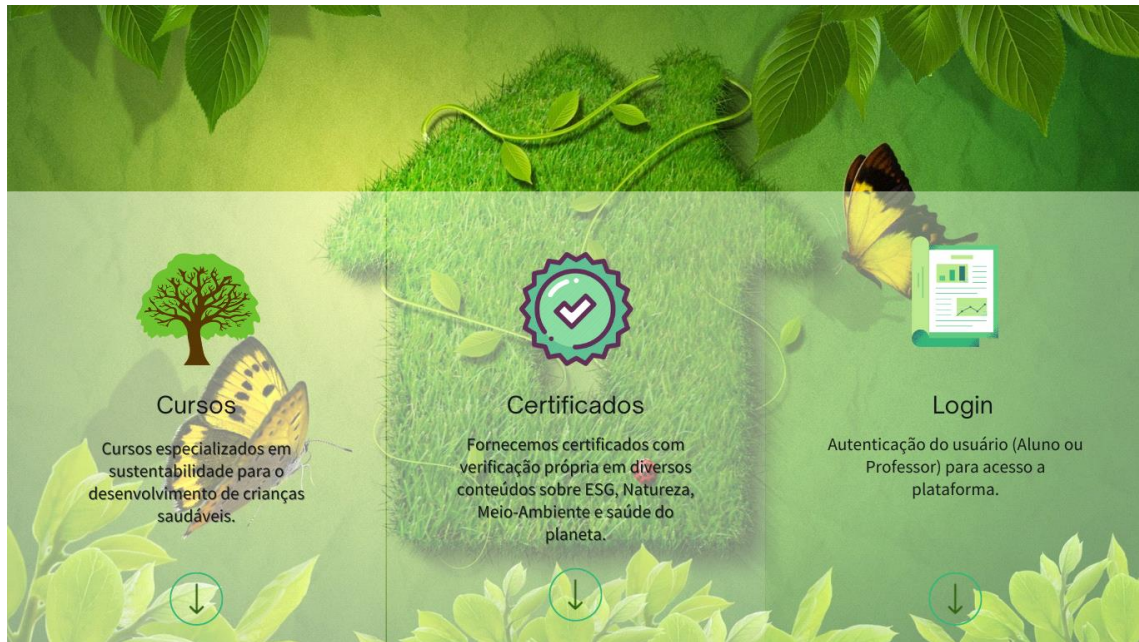 Cursos
Cursos especializados em
sustentabilidade para o
desenvolvimento de crianças
saudáveis.
Certificados
Fornecemos certificados com
verificação própria em diversos
conteúdos sobre ESG, Natureza,
Meio-Ambiente e saúde do
planeta.
Login
Autenticação do usuário (Aluno ou
Professor) para acesso a
plataforma.